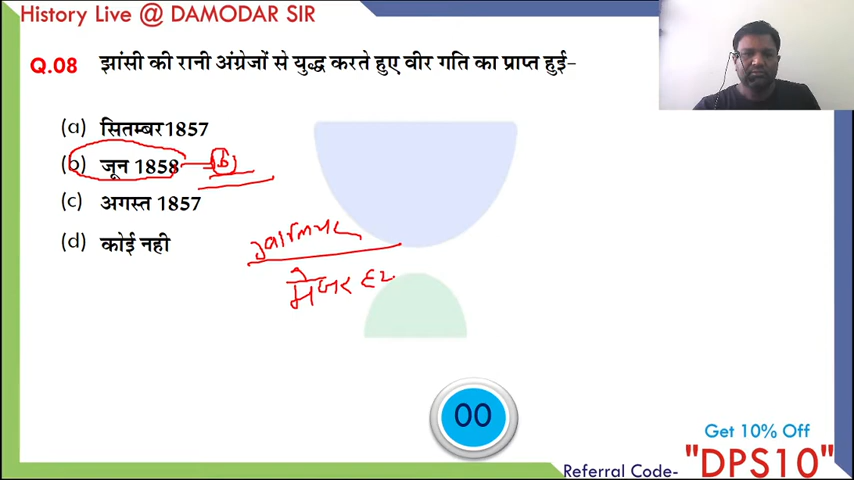 History Live @ DAMODAR SIR
Q.08 झांसी की रानी अंग्रेजों से युद्ध करते हुए वीर गति का प्राप्त हुई-
(a) सितम्बर1857
(b) जून 1858 (b)
(c) अगस्त 1857
(d) कोई नही
मेजर
00
Get 10% Off
Referral Code- "DPS10"